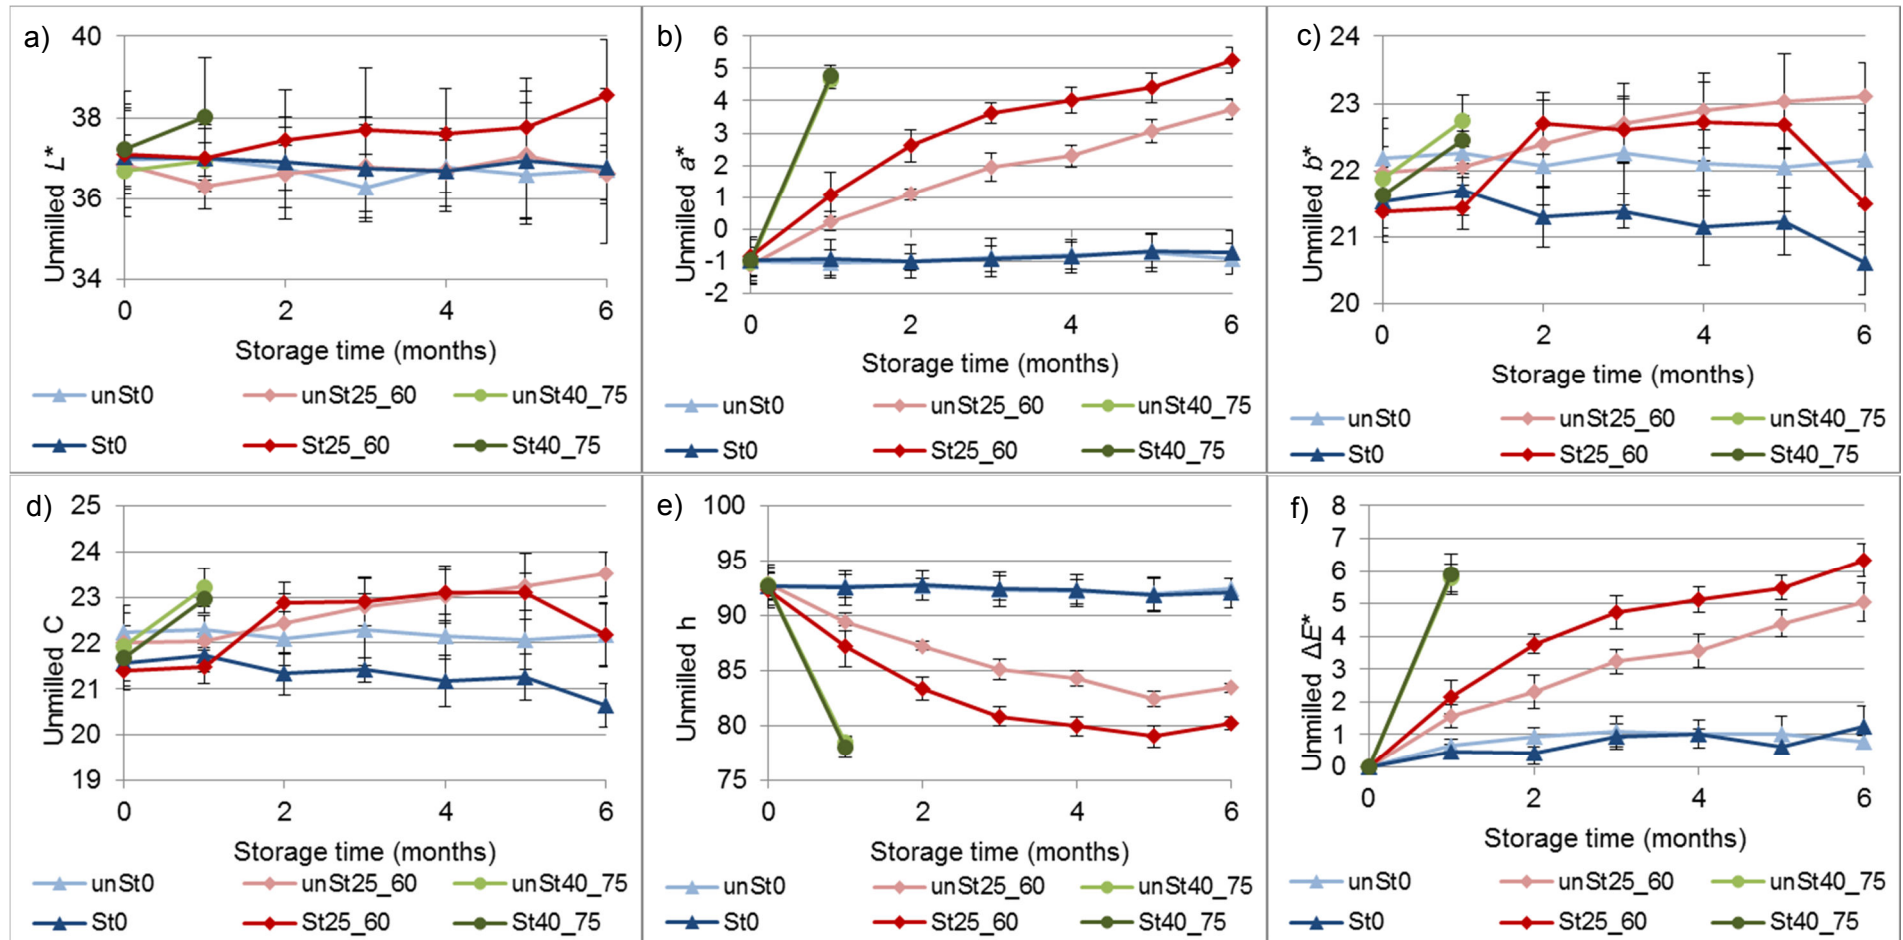 a)
Unmilled L*
40
38
36
34
0 2 4 6
Storage time (months)
unSt0 unSt25_60 unSt40_75
St0 St25_60 St40_75
b)
Unmilled a*
6
5
4
3
2
1
0
-1
-2
0 2 4 6
Storage time (months)
unSt0 unSt25_60 unSt40_75
St0 St25_60 St40_75
c)
Unmilled b*
24
23
22
21
20
0 2 4 6
Storage time (months)
unSt0 unSt25_60 unSt40_75
St0 St25_60 St40_75
d)
Unmilled C
25
24
23
22
21
20
19
0 2 4 6
Storage time (months)
unSt0 unSt25_60 unSt40_75
St0 St25_60 St40_75
e)
Unmilled h
100
95
90
85
80
75
0 2 4 6
Storage time (months)
unSt0 unSt25_60 unSt40_75
St0 St25_60 St40_75
f)
Unmilled ΔE*
8
7
6
5
4
3
2
1
0
0 2 4 6
Storage time (months)
unSt0 unSt25_60 unSt40_75
St0 St25_60 St40_75